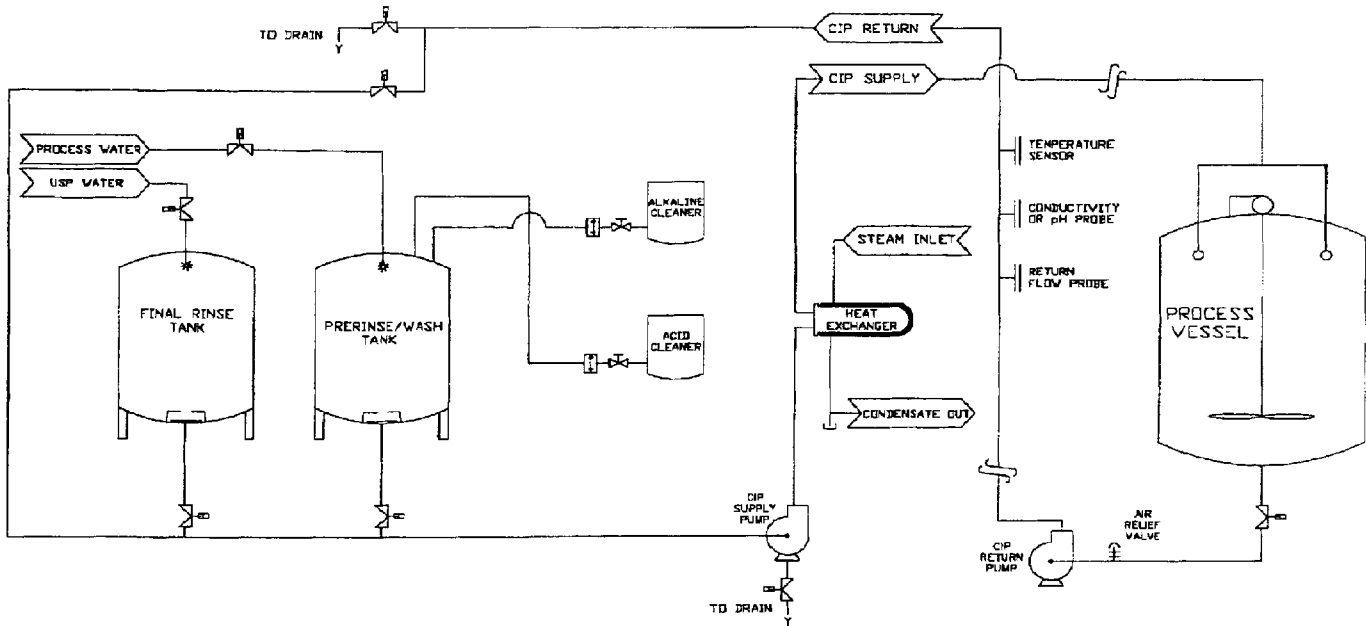 TO DRAIN
CIP RETURN
CIP SUPPLY
PROCESS WATER
USP WATER
TEMPERATURE
SENSOR
CONDUCTIVITY
OR pH PROBE
RETURN
FLOW PROBE
ALKALINE
CLEANER
STEAM INLET
FINAL RINSE
TANK
PRERINSE/WASH
TANK
HEAT
EXCHANGER
PROCESS
VESSEL
ACID
CLEANER
CONDENSATE OUT
CIP
SUPPLY
PUMP
AIR
RELIEF
VALVE
CIP
RETURN
PUMP
TO DRAIN